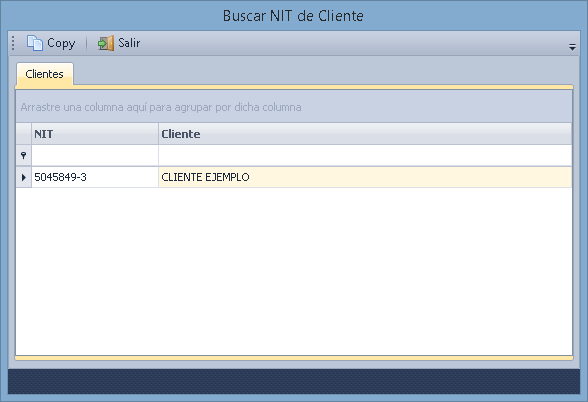 Buscar NIT de Cliente
Copy Salir
Clientes
Arrastre una columna aquí para agrupar por dicha columna
NIT Cliente
5045849-3 CLIENTE EJEMPLO